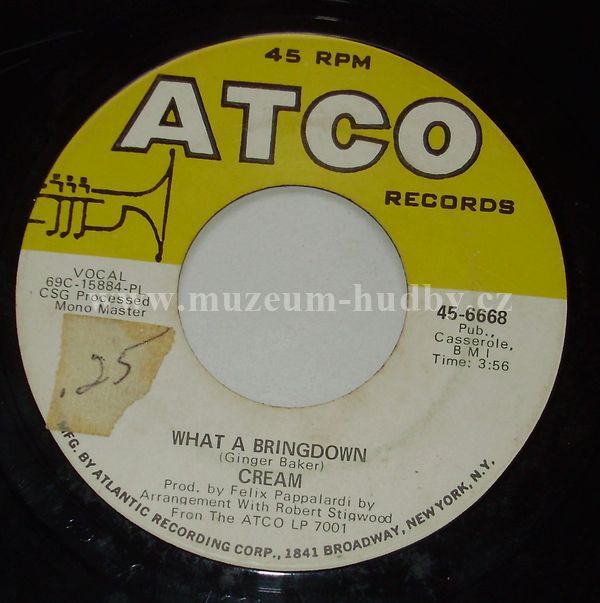 45 RPM
ATCO
RECORDS
VOCAL
69C-15884-PL
CSG Processed
Mono Master
www.muzeum-hudby.cz
45-6668
Pub.,
Casserole,
BMI
Time: 3:56
.25
WHAT A BRINGDOWN
(Ginger Baker)
CREAM
Prod. by Felix Pappalardi by
Arrangement With Robert Stigwood
Fron The ATCO LP 7001
MFG. BY ATLANTIC RECORDING CORP., 1841 BROADWAY, NEW YORK, N.Y.